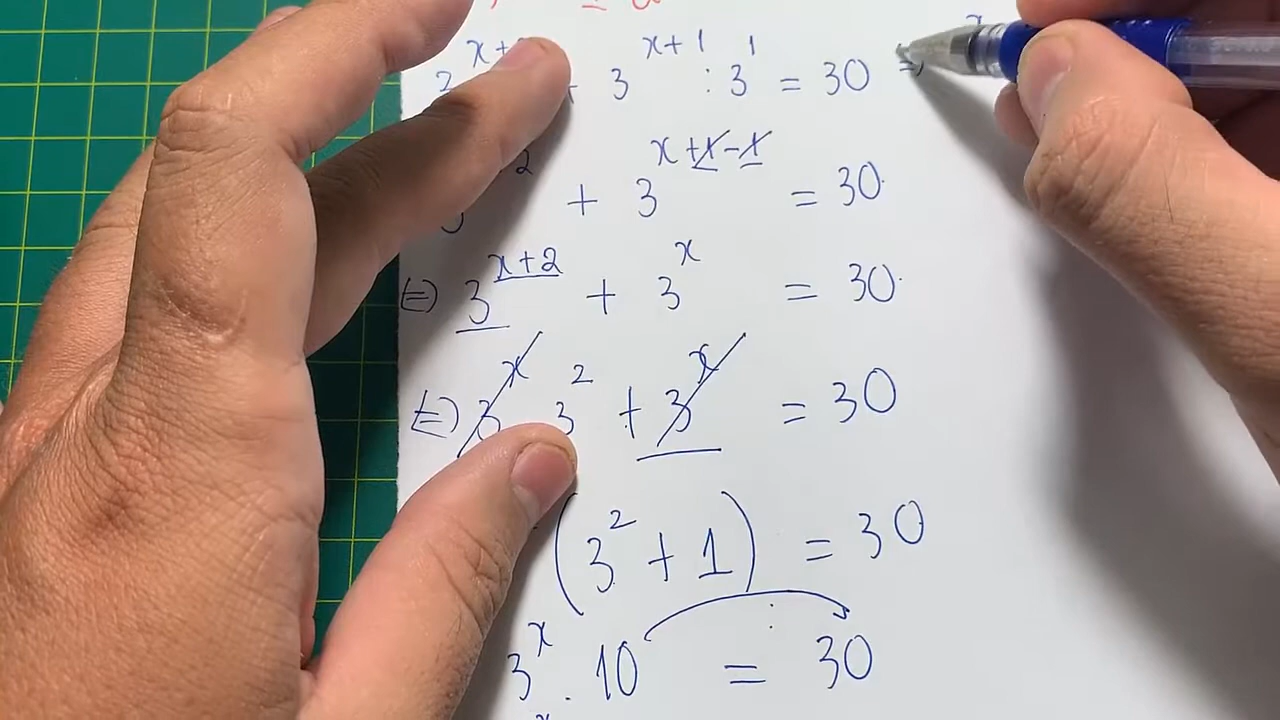 3^{x+1} : 3^1 = 30 =>
+ 3^{x+1-1} = 30
<=> 3^{x+2} + 3^x = 30
<=> 3^x 3^2 + 3^x = 30
(3^2 + 1) = 30
3^x . 10 = 30